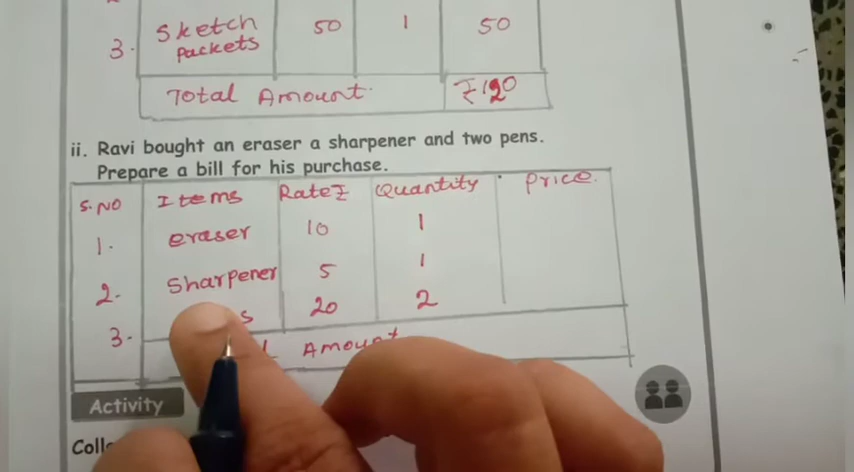 Sketch
3. packets 50 1 50
Total Amount ₹120
ii. Ravi bought an eraser a sharpener and two pens.
Prepare a bill for his purchase.
S.NO Items Rate₹ Quantity Price.
1. eraser 10 1
2. Sharpener 5 1
3. 20 2
Amount
Activity